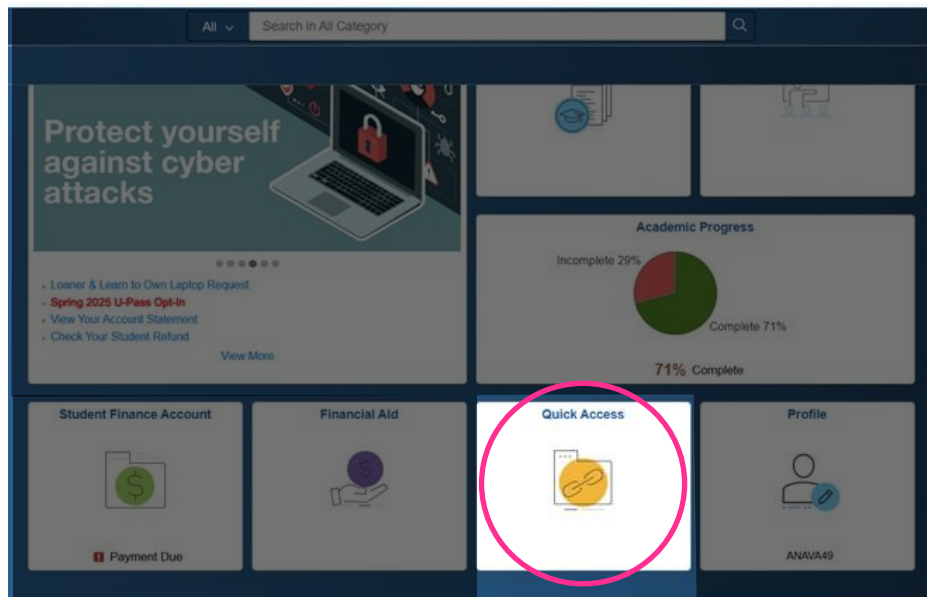 All
Search in All Category
Protect yourself
against cyber
attacks
Loaner & Learn to Own Laptop Request
Spring 2025 U-Pass Opt-In
View Your Account Statement
Check Your Student Refund
View More
Academic Progress
Incomplete 29%
Complete 71%
71% Complete
Student Finance Account
Payment Due
Financial Aid
Quick Access
Profile
ANAVA49